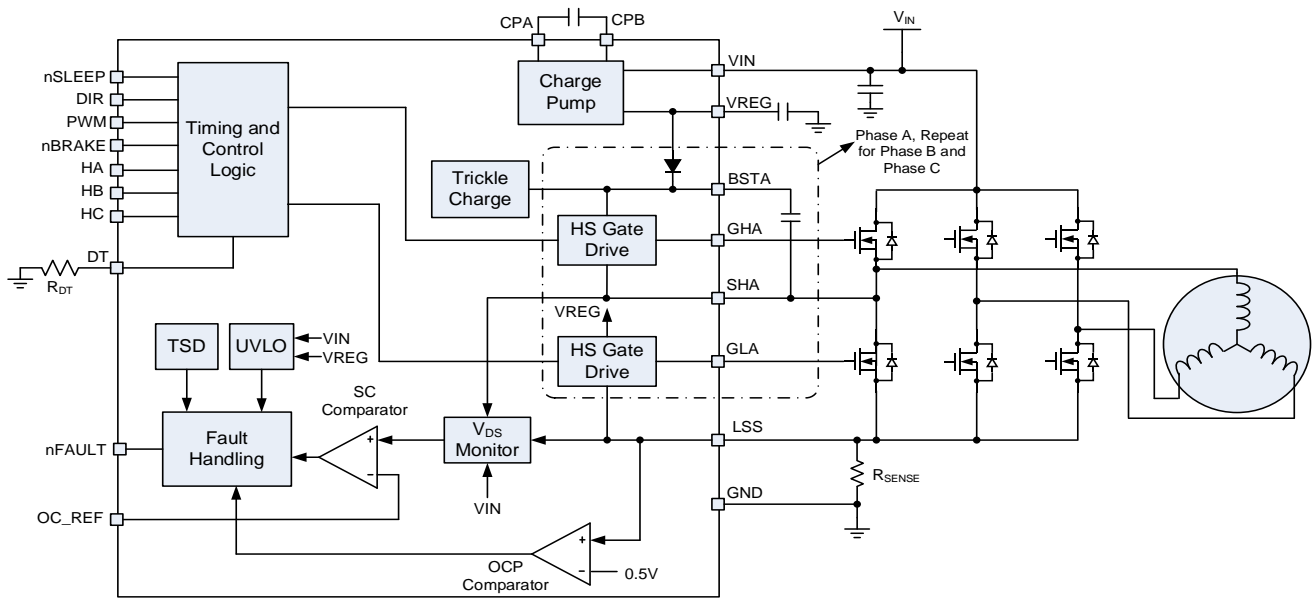 CPA
CPB
VIN
nSLEEP
DIR
PWM
nBRAKE
HA
HB
HC
Timing and
Control
Logic
Charge
Pump
VIN
VREG
Phase A, Repeat
for Phase B and
Phase C
Trickle
Charge
BSTA
HS Gate
Drive
GHA
DT
RDT
SHA
VREG
HS Gate
Drive
GLA
TSD
UVLO
VIN
VREG
SC
Comparator
nFAULT
Fault
Handling
+
−
VDS
Monitor
VIN
LSS
RSENSE
GND
OC_REF
OCP
Comparator
+
−
0.5V